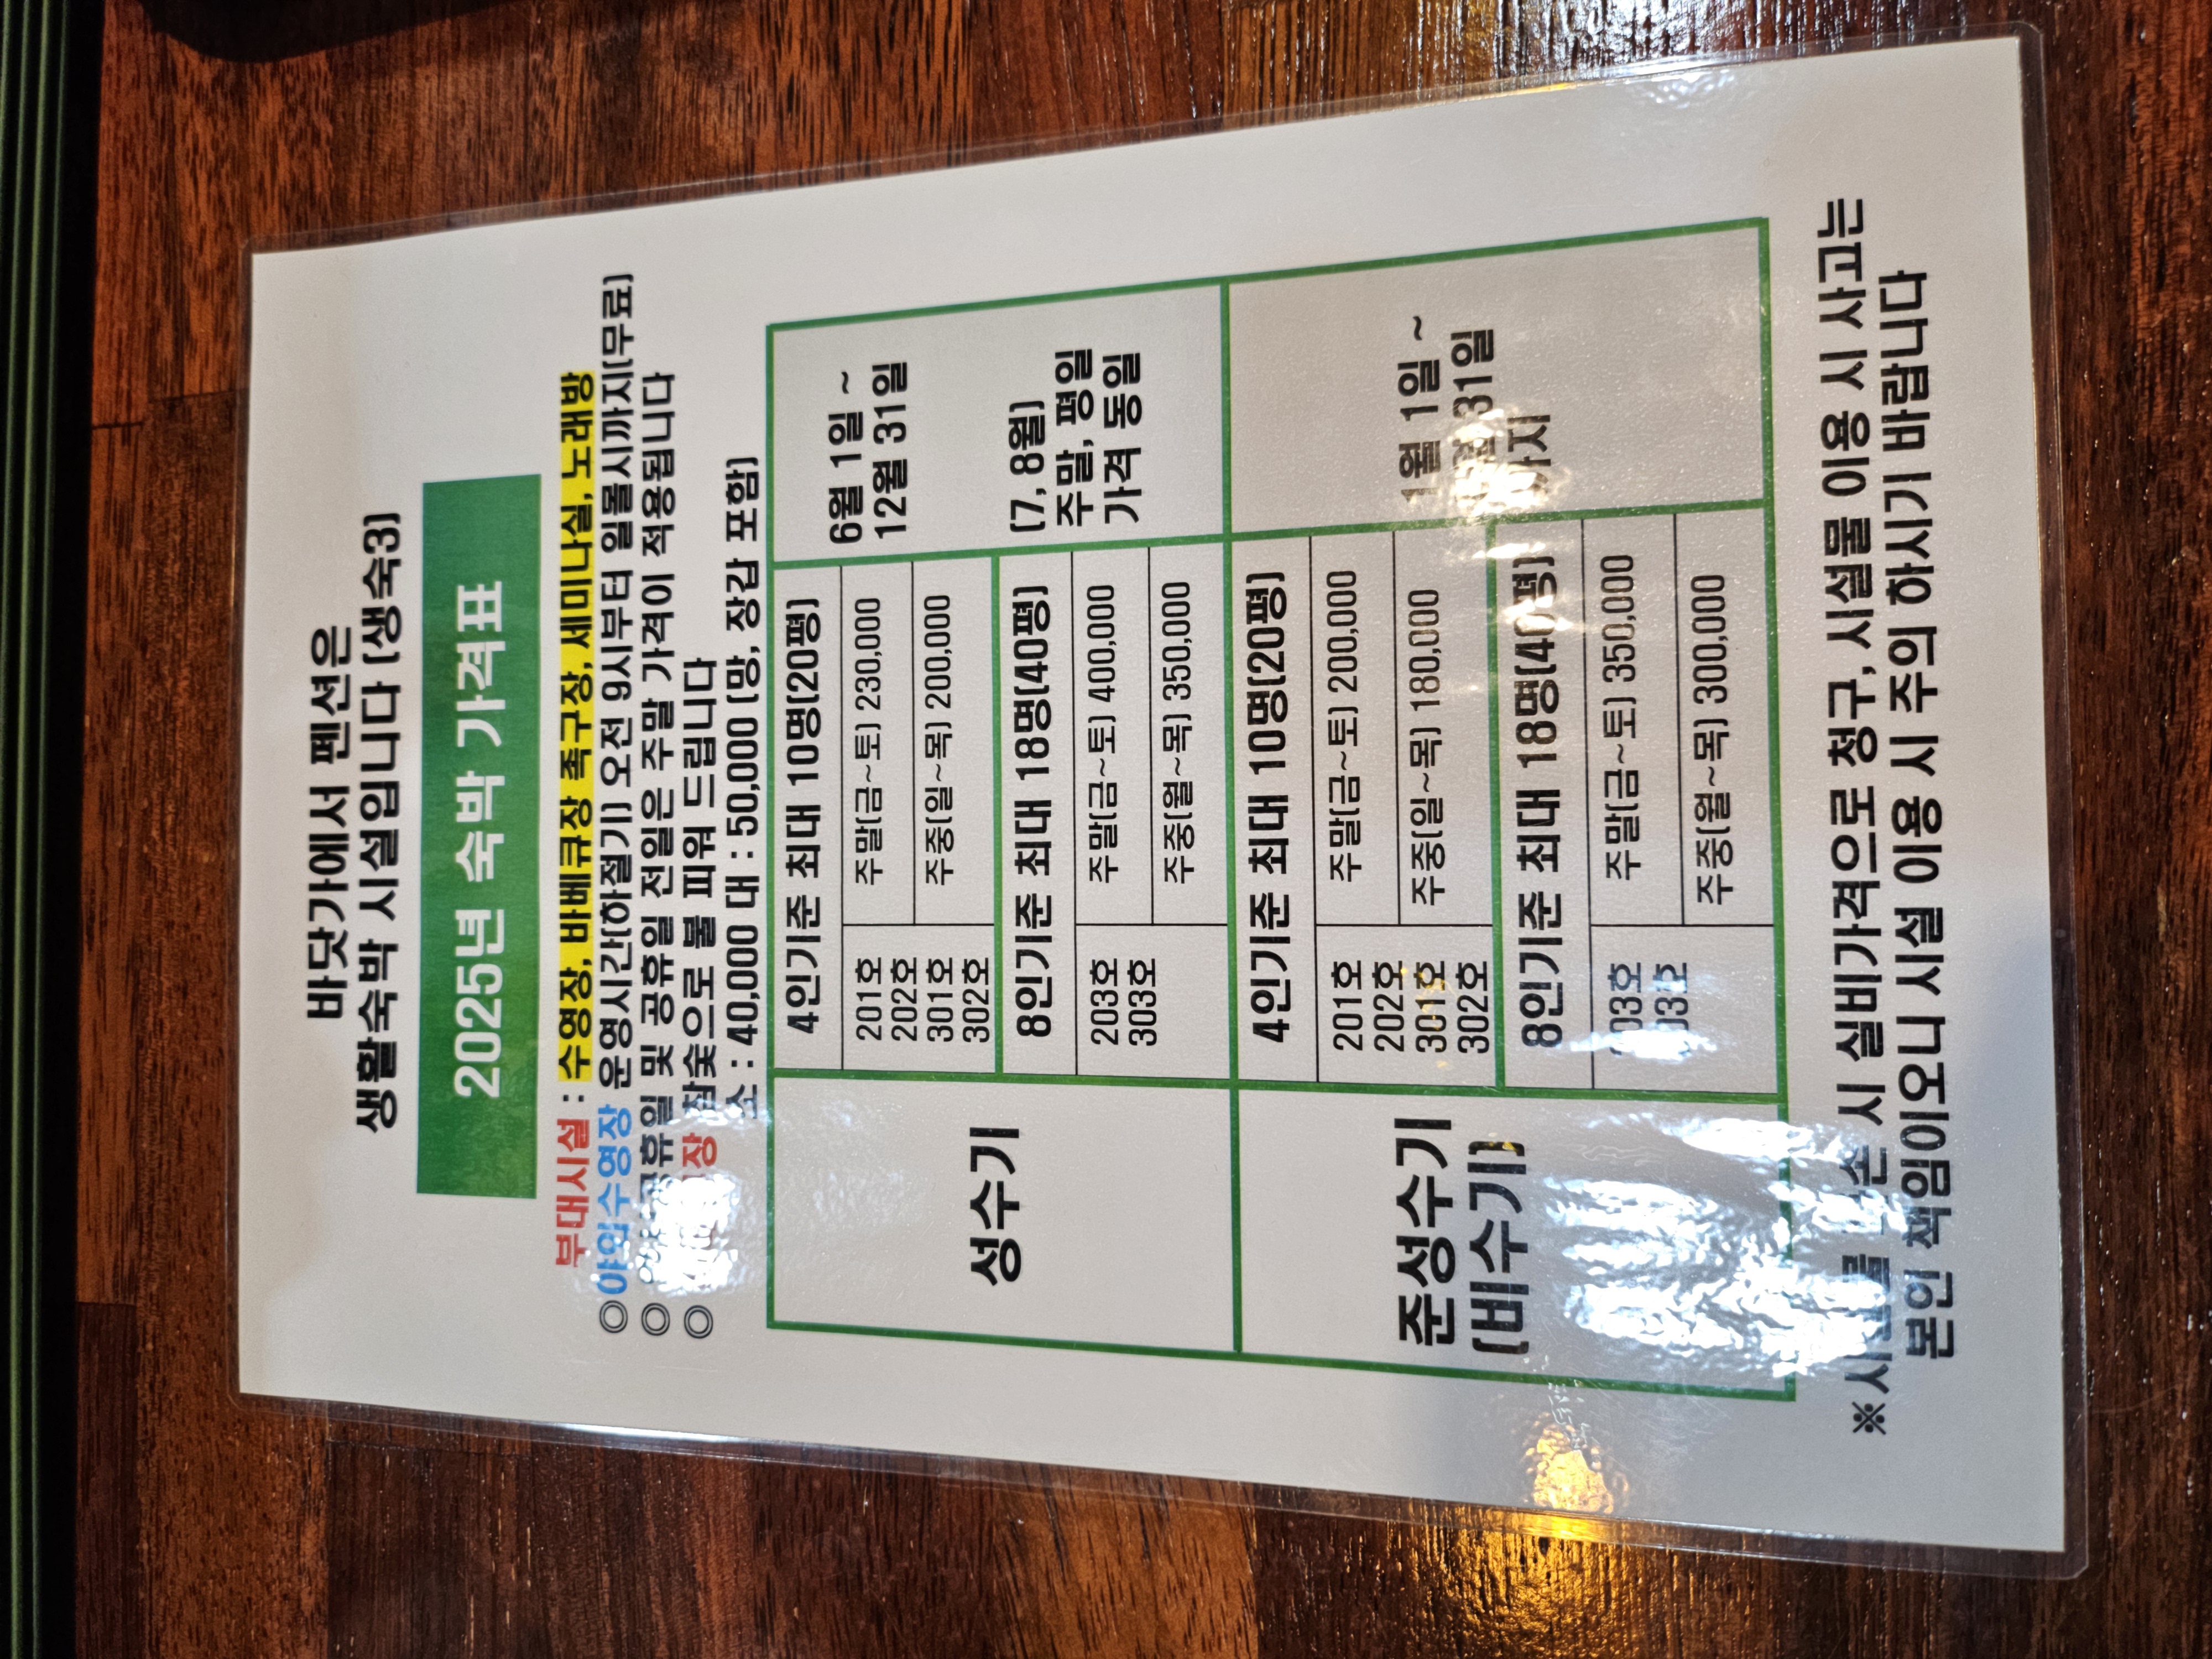 바닷가에서 펜션은
생활숙박 시설입니다 (생숙3)
2025년 숙박 가격표
부대시설 : 수영장, 바베큐장 족구장, 세미나실, 노래방
◎야외수영장 운영시간(하절기) 오전 9시부터 일몰시까지(무료)
◎ 공휴일 및 공휴일 전일은 주말 가격이 적용됩니다
◎ 참숯으로 불 피워 드립니다
소 : 40,000 대 : 50,000 (망, 장갑 포함)
성수기
4인기준 최대 10명(20평)
201호
202호
301호
302호
주말(금~토) 230,000
주중(일~목) 200,000
8인기준 최대 18명(40평)
203호
303호
주말(금~토) 400,000
주중(월~목) 350,000
6월 1일 ~
12월 31일
(7, 8월)
주말, 평일
가격 동일
준성수기
(비수기)
4인기준 최대 10명(20평)
201호
202호
301호
302호
주말(금~토) 200,000
주중(일~목) 180,000
8인기준 최대 18명(40평)
주말(금~토) 350,000
주중(월~목) 300,000
1월 1일 ~
31일
까지
※ 시 실비가격으로 청구, 시설물 이용 시 사고는
본인 책임이오니 시설 이용 시 주의 하시기 바랍니다